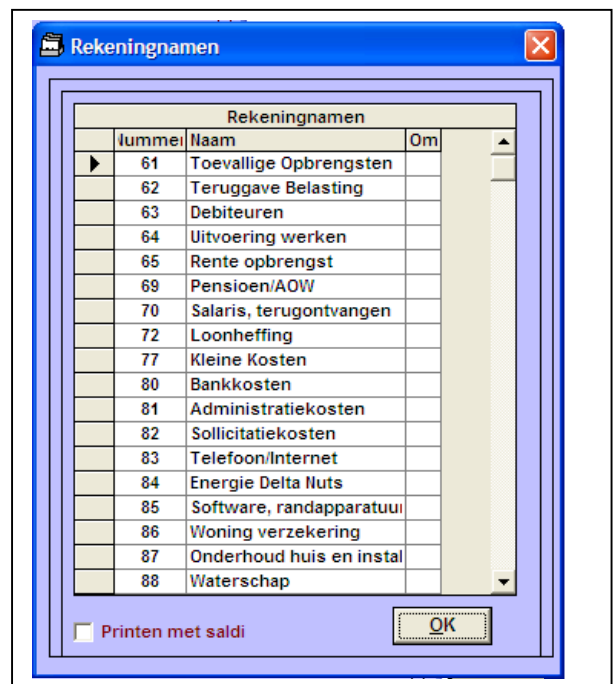 Rekeningnamen
Rekeningnamen
Nummer Naam Om
61 Toevallige Opbrengsten
62 Teruggave Belasting
63 Debiteuren
64 Uitvoering werken
65 Rente opbrengst
69 Pensioen/AOW
70 Salaris, terugontvangen
72 Loonheffing
77 Kleine Kosten
80 Bankkosten
81 Administratiekosten
82 Sollicitatiekosten
83 Telefoon/Internet
84 Energie Delta Nuts
85 Software, randapparatuur
86 Woning verzekering
87 Onderhoud huis en instal
88 Waterschap
Printen met saldi
OK